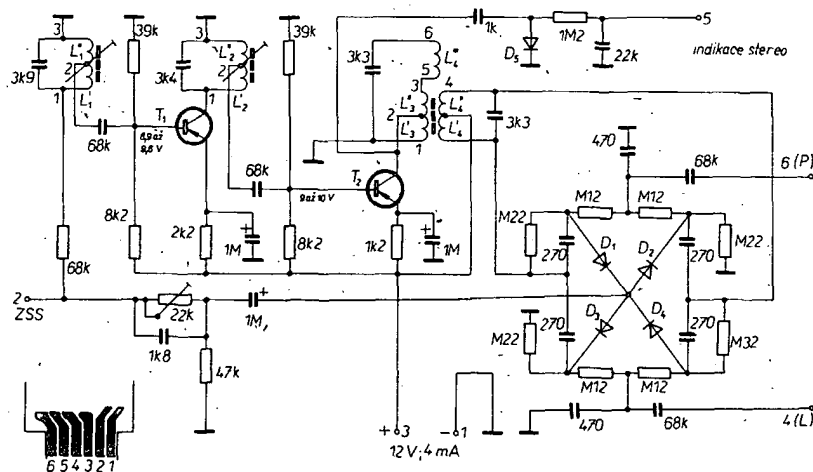 3
L₁"
2
3k9
1
L₁'
39k
T₁
8,9 až
9,6 V
68k
8k2
68k
3
L₂"
2
3k4
1
L₂'
39k
68k
2k2
+
1M
8k2
T₂
9 až 10 V
1k2
+
1M
6
L₄"
5
3k3
3
4
L₃"
2
L₃'
L₄'
1
3k3
1k
D₅
1M2
22k
5
indikace stereo
470
68k
6 (P)
M12
M12
M22
270
D₁
D₂
270
M22
D₃
D₄
M22
270
270
M32
M12
M12
470
68k
4 (L)
2
ZSS
22k
1k8
+
1M
47k
+ 3
- 1
12 V; 4 mA
6 5 4 3 2 1